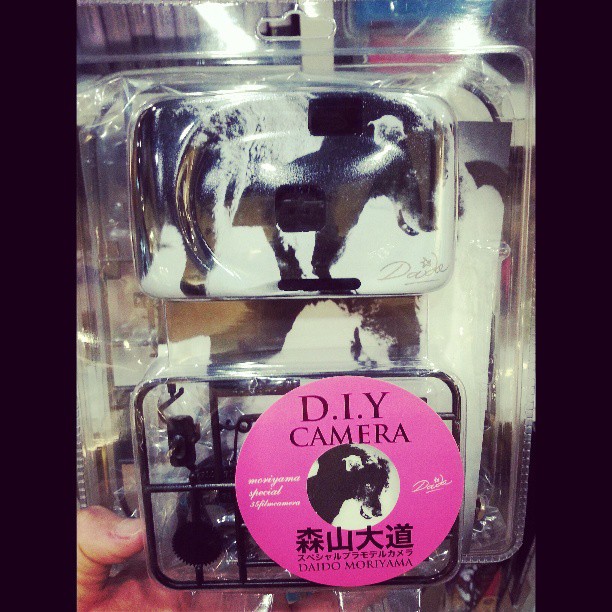 Daido
D.I.Y
CAMERA
moriyama
special
35filmcamera
Daido
森山大道
スペシャルプラモデルカメラ
DAIDO MORIYAMA